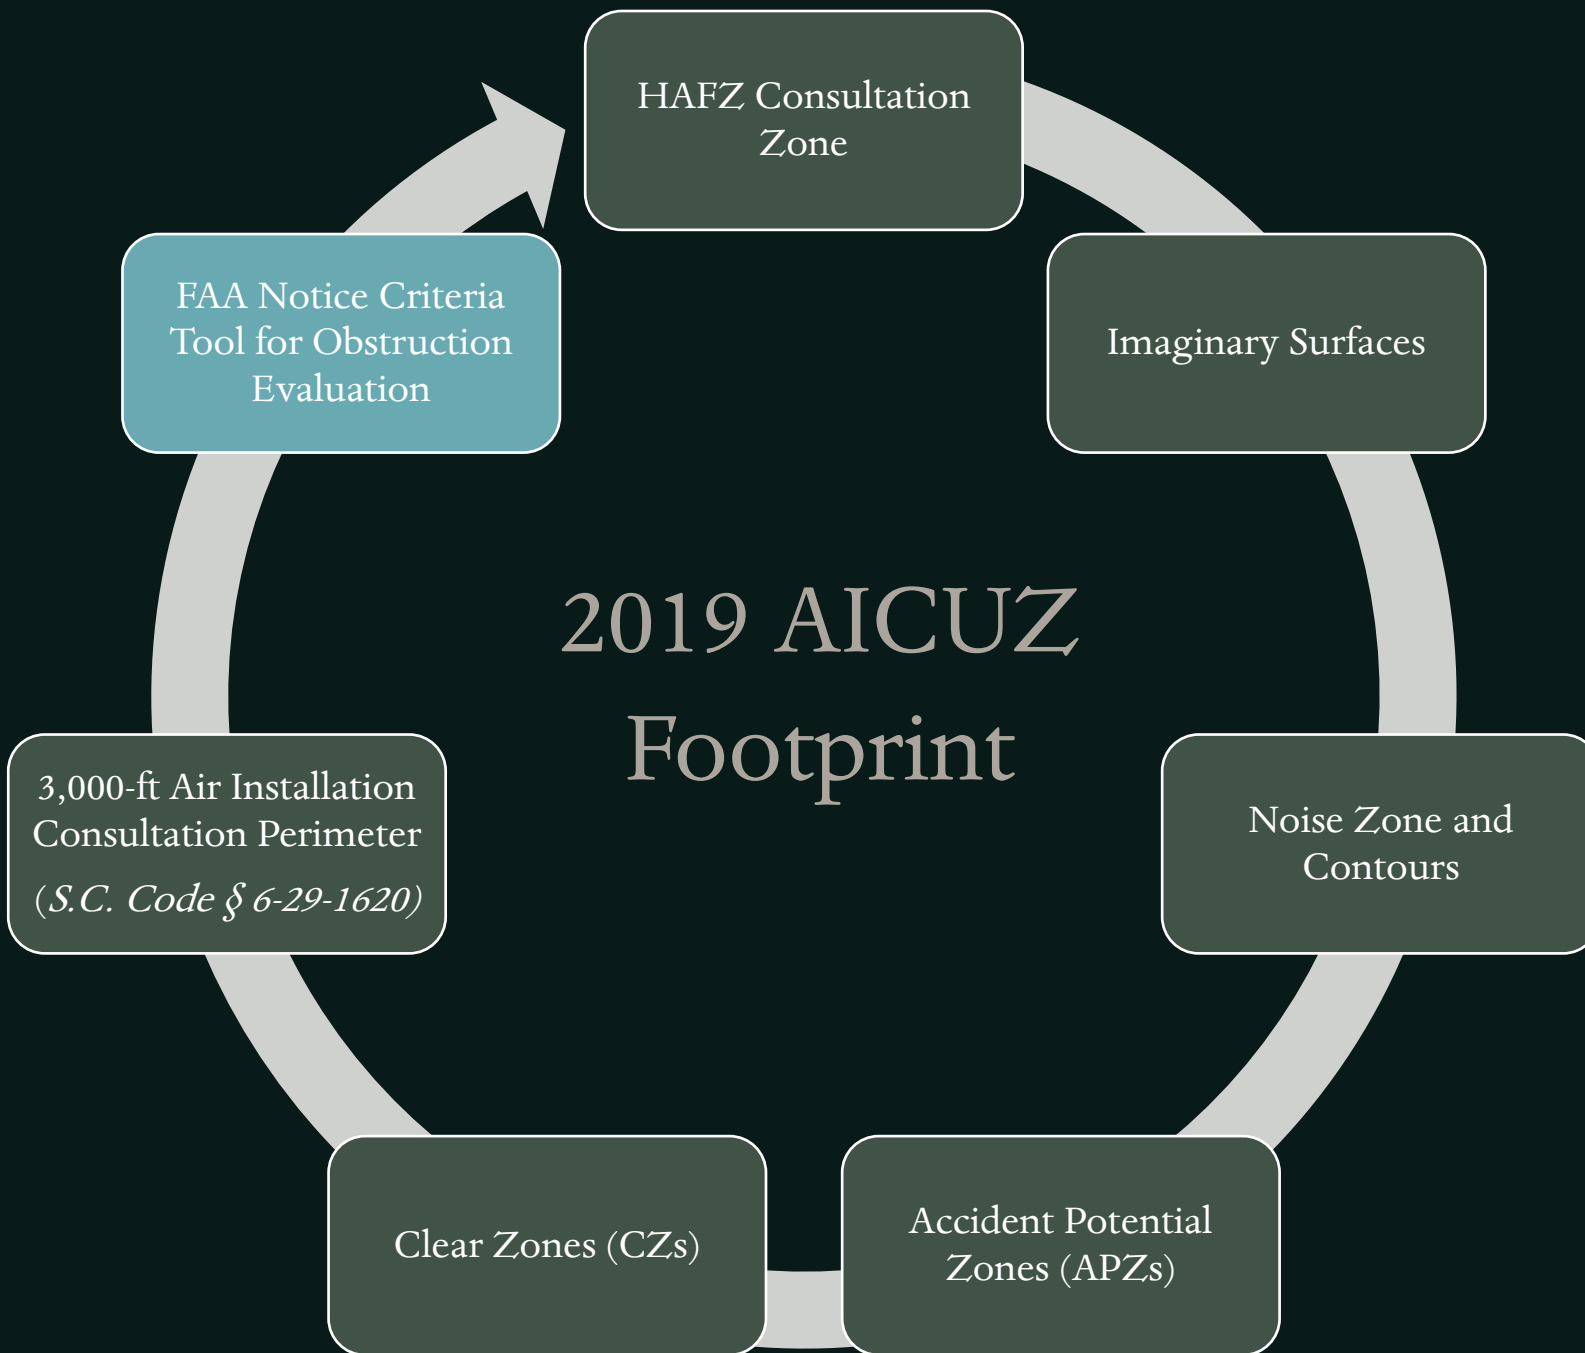 HAFZ Consultation
Zone
Imaginary Surfaces
Noise Zone and
Contours
Accident Potential
Zones (APZs)
Clear Zones (CZs)
3,000-ft Air Installation
Consultation Perimeter
(S.C. Code § 6-29-1620)
FAA Notice Criteria
Tool for Obstruction
Evaluation
2019 AICUZ
Footprint